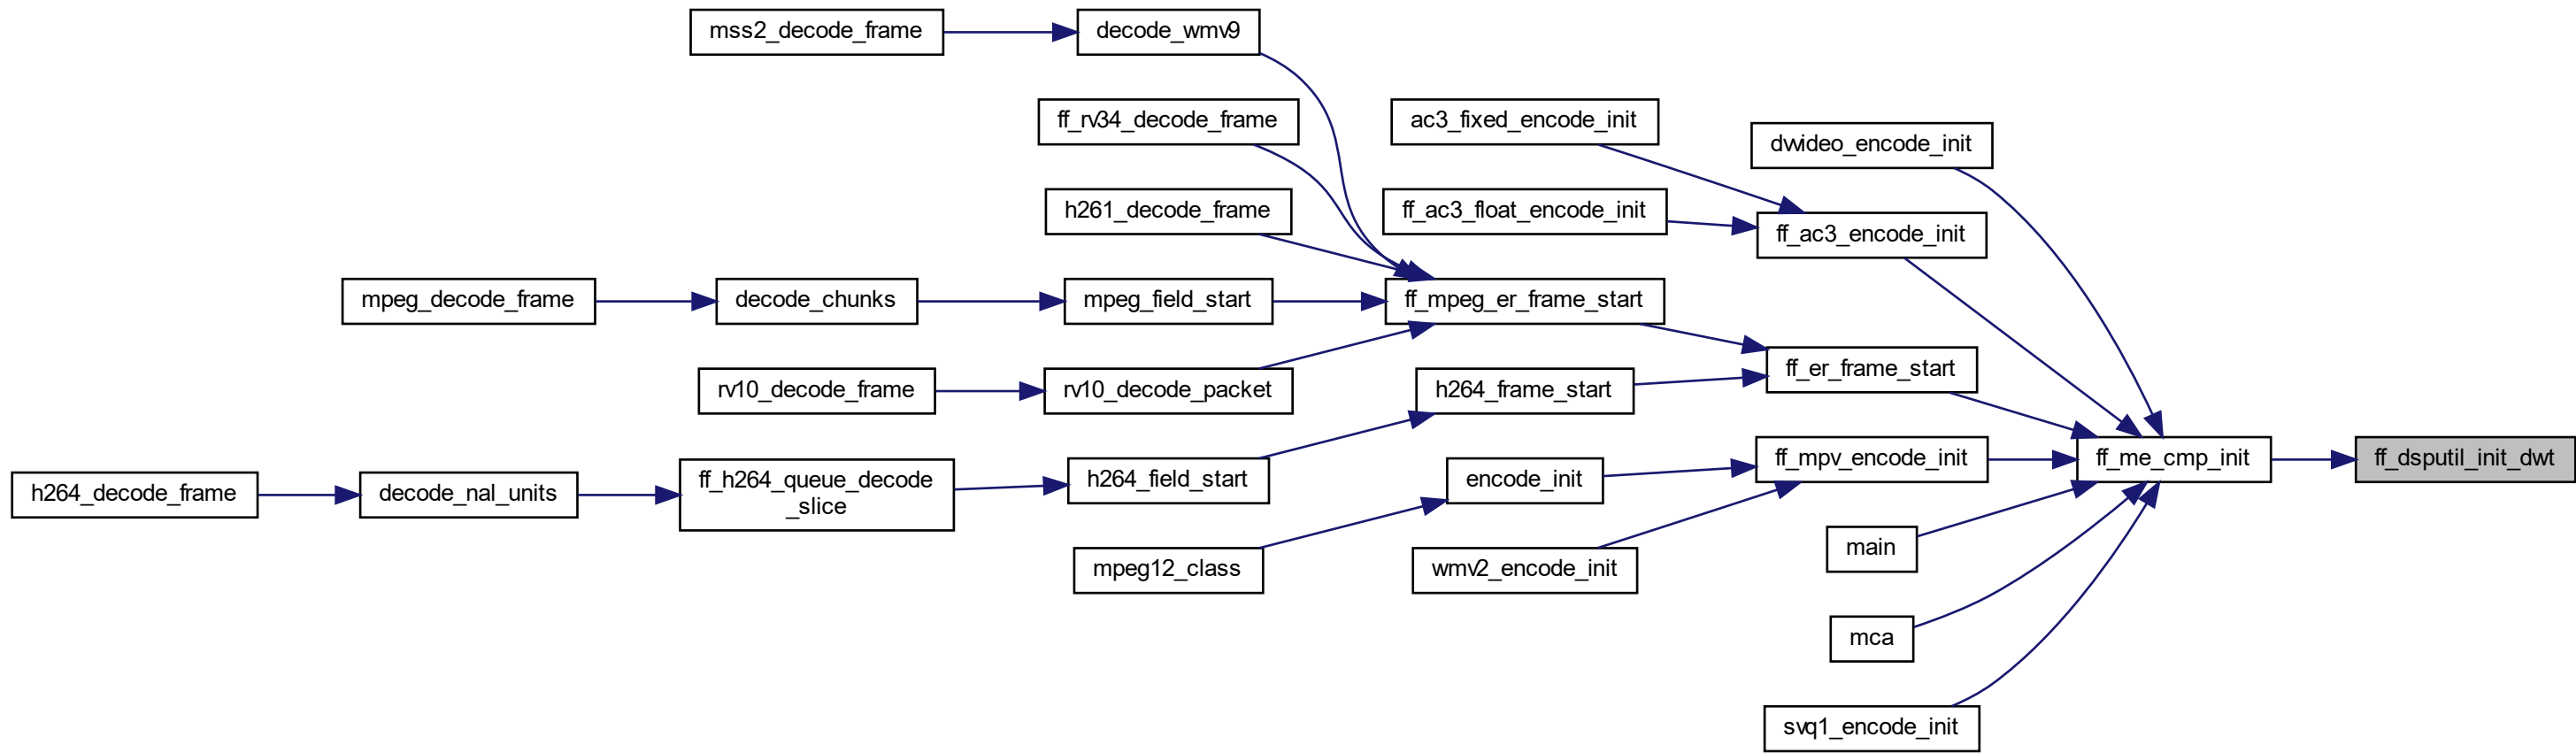 mss2_decode_frame
decode_wmv9
ff_rv34_decode_frame
ac3_fixed_encode_init
dwideo_encode_init
h261_decode_frame
ff_ac3_float_encode_init
ff_ac3_encode_init
mpeg_decode_frame
decode_chunks
mpeg_field_start
ff_mpeg_er_frame_start
ff_er_frame_start
rv10_decode_frame
rv10_decode_packet
h264_frame_start
ff_mpv_encode_init
ff_me_cmp_init
ff_dsputil_init_dwt
h264_decode_frame
decode_nal_units
ff_h264_queue_decode
_slice
h264_field_start
encode_init
main
mpeg12_class
wmv2_encode_init
mca
svq1_encode_init